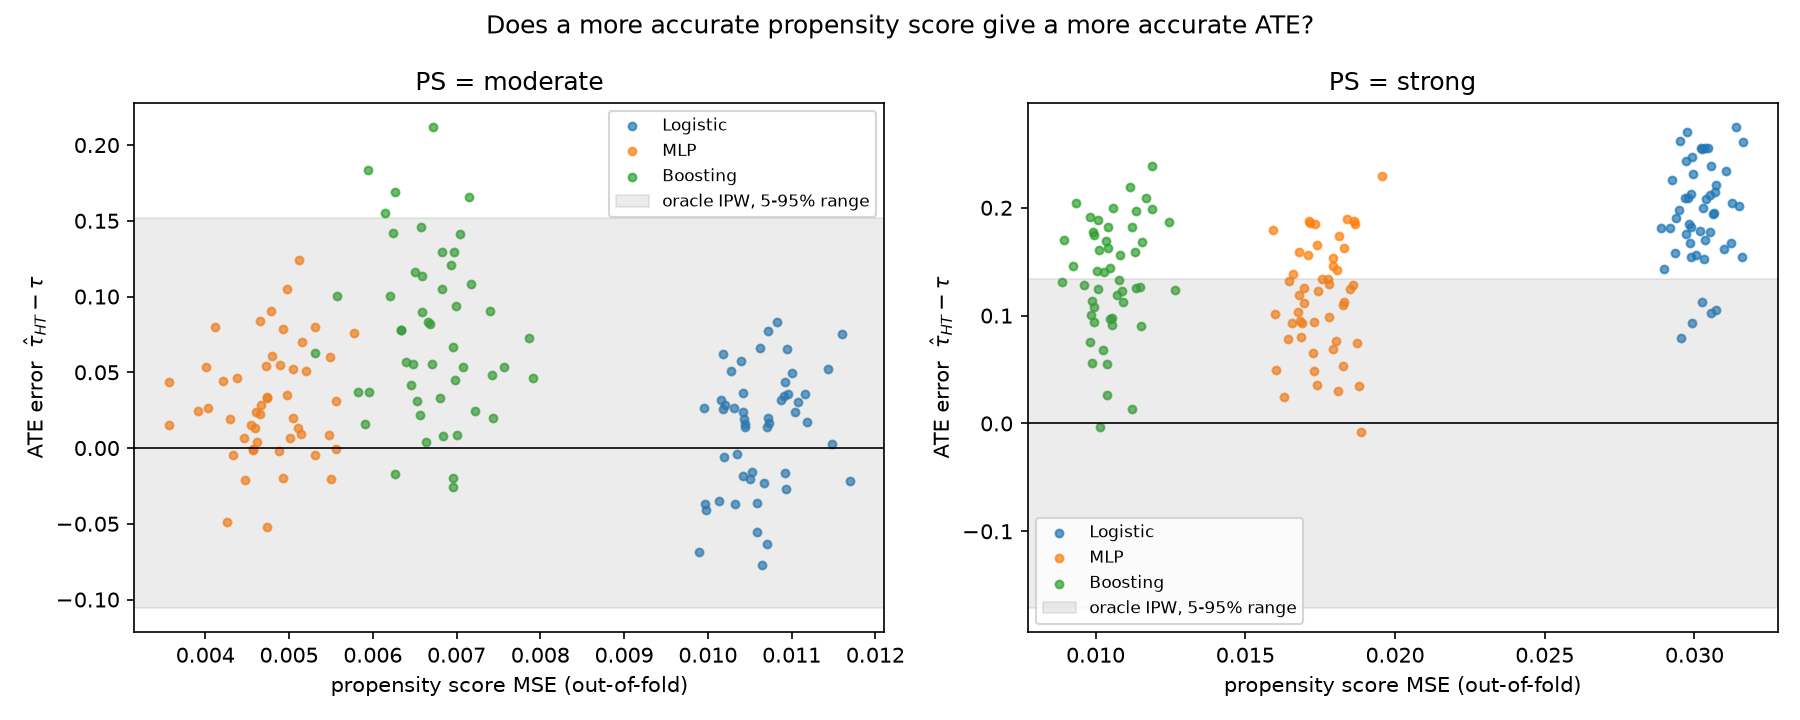 Does a more accurate propensity score give a more accurate ATE?
PS = moderate
ATE error τ̂_HT − τ
0.20
0.15
0.10
0.05
0.00
−0.05
−0.10
Logistic
MLP
Boosting
oracle IPW, 5-95% range
0.004 0.005 0.006 0.007 0.008 0.009 0.010 0.011 0.012
propensity score MSE (out-of-fold)
PS = strong
ATE error τ̂_HT − τ
0.2
0.1
0.0
−0.1
Logistic
MLP
Boosting
oracle IPW, 5-95% range
0.010 0.015 0.020 0.025 0.030
propensity score MSE (out-of-fold)